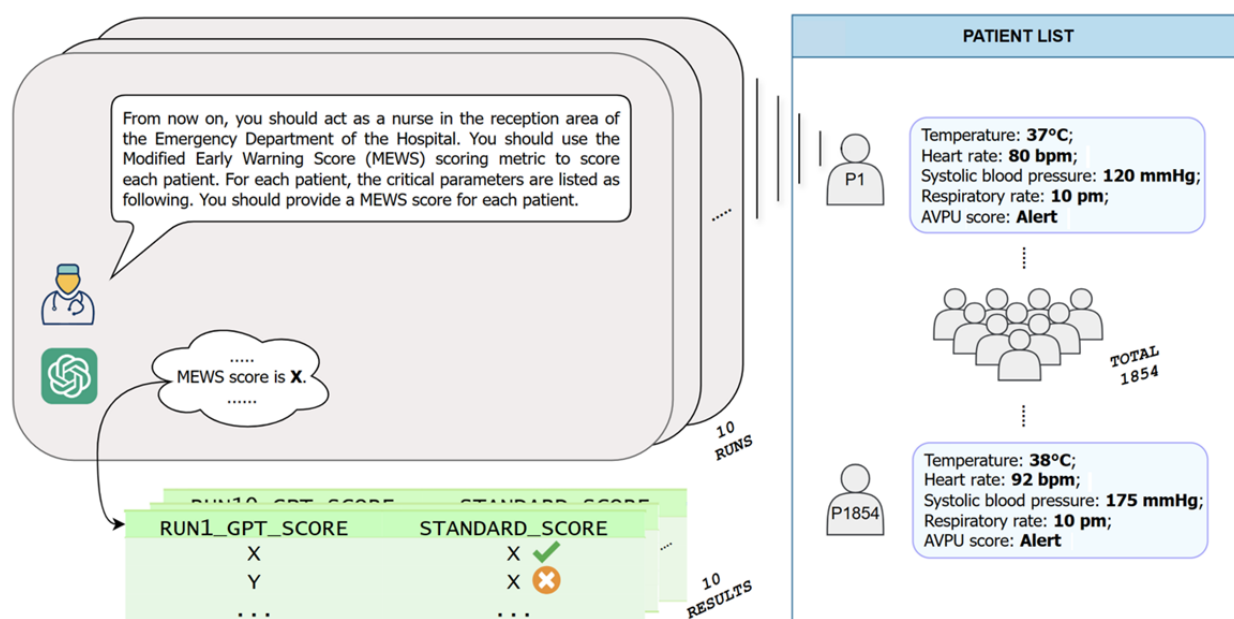 From now on, you should act as a nurse in the reception area of
the Emergency Department of the Hospital. You should use the
Modified Early Warning Score (MEWS) scoring metric to score
each patient. For each patient, the critical parameters are listed as
following. You should provide a MEWS score for each patient.
.....
MEWS score is X.
......
.....
10
RUNS
RUN10_GPT_SCORE STANDARD_SCORE
RUN1_GPT_SCORE STANDARD_SCORE
X X
Y X
... ...
....
10
RESULTS
PATIENT LIST
P1
Temperature: 37°C;
Heart rate: 80 bpm;
Systolic blood pressure: 120 mmHg;
Respiratory rate: 10 pm;
AVPU score: Alert
TOTAL
1854
P1854
Temperature: 38°C;
Heart rate: 92 bpm;
Systolic blood pressure: 175 mmHg;
Respiratory rate: 10 pm;
AVPU score: Alert